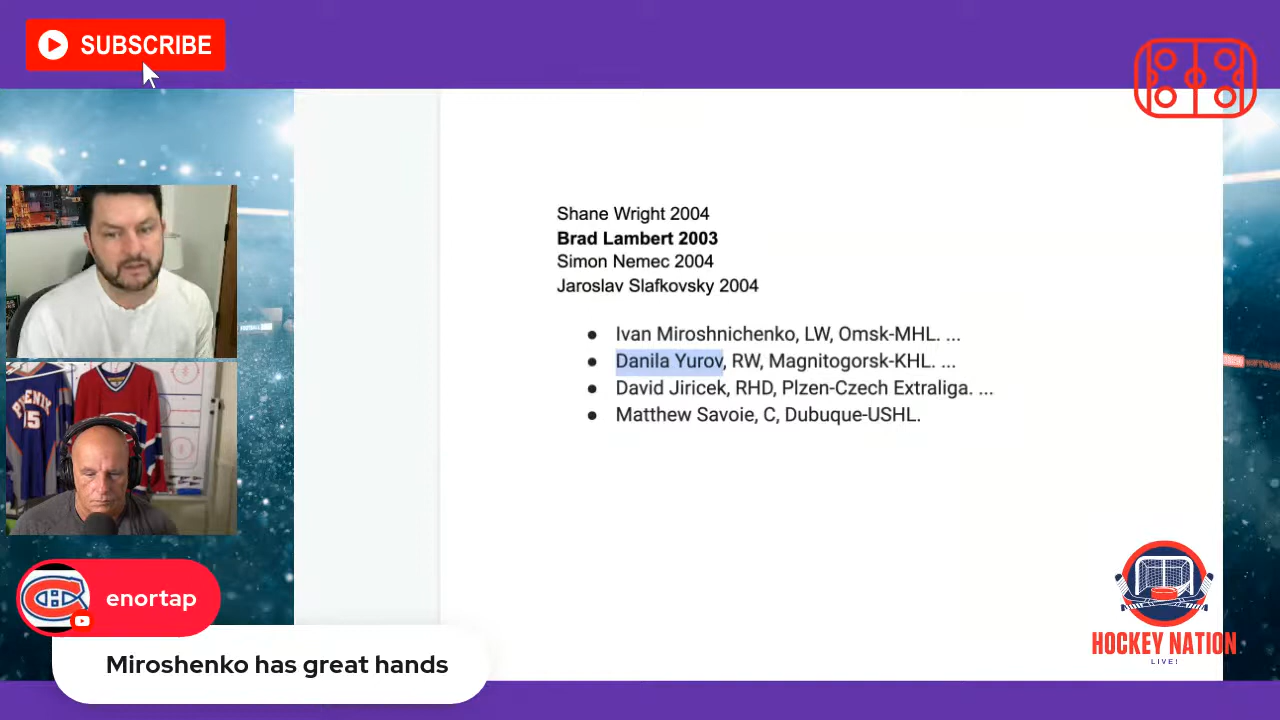 SUBSCRIBE
Shane Wright 2004
Brad Lambert 2003
Simon Nemec 2004
Jaroslav Slafkovsky 2004
● Ivan Miroshnichenko, LW, Omsk-MHL. ...
● Danila Yurov, RW, Magnitogorsk-KHL. ...
● David Jiricek, RHD, Plzen-Czech Extraliga. ...
● Matthew Savoie, C, Dubuque-USHL.
PHOENIX
15
enortap
Miroshenko has great hands
HOCKEY NATION
LIVE!